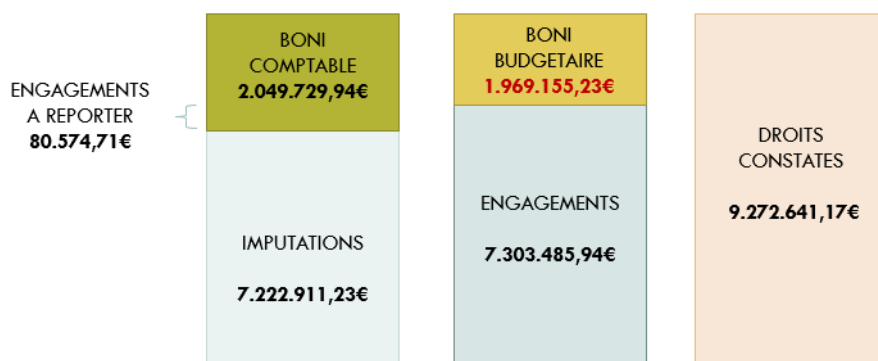 ENGAGEMENTS
A REPORTER
80.574,71€
BONI
COMPTABLE
2.049.729,94€
IMPUTATIONS
7.222.911,23€
BONI
BUDGETAIRE
1.969.155,23€
ENGAGEMENTS
7.303.485,94€
DROITS
CONSTATES
9.272.641,17€